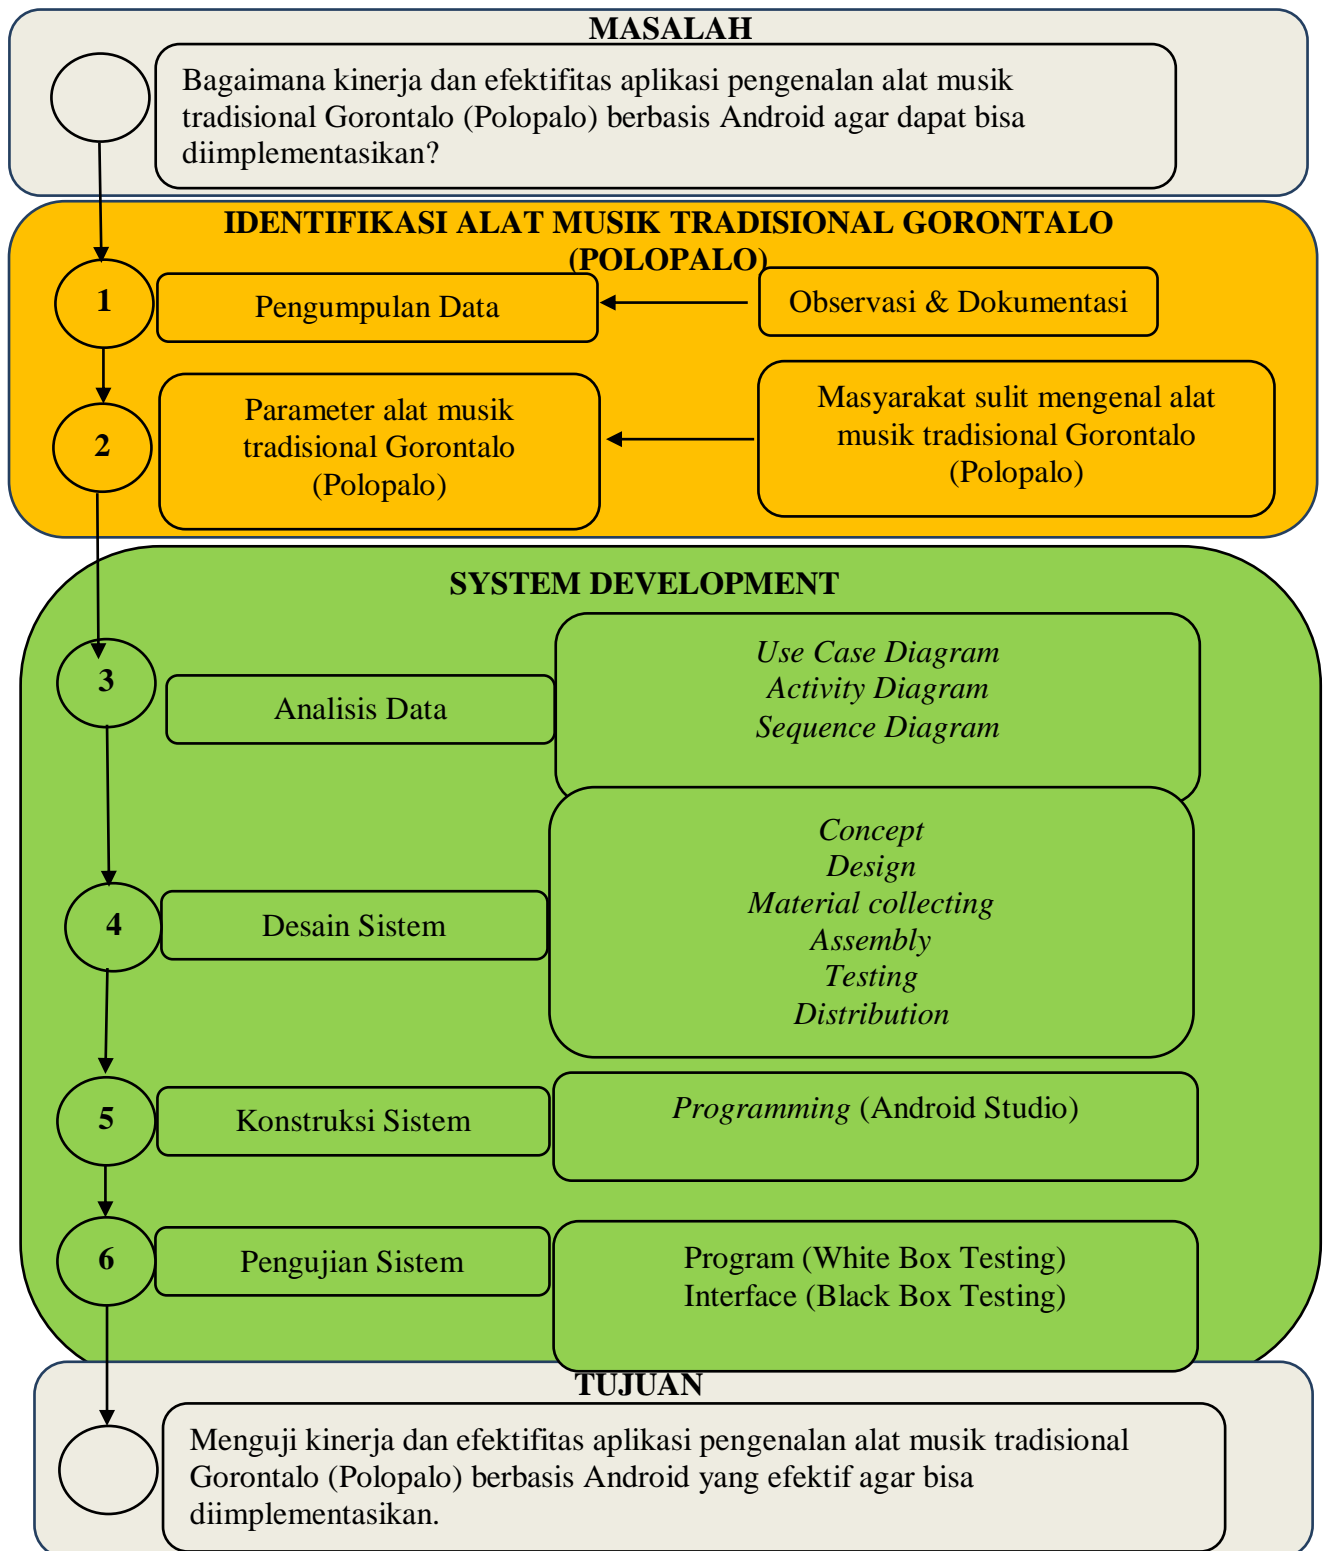 MASALAH
Bagaimana kinerja dan efektifitas aplikasi pengenalan alat musik
tradisional Gorontalo (Polopalo) berbasis Android agar dapat bisa
diimplementasikan?
IDENTIFIKASI ALAT MUSIK TRADISIONAL GORONTALO
(POLOPALO)
1
Pengumpulan Data
Observasi & Dokumentasi
2
Parameter alat musik
tradisional Gorontalo
(Polopalo)
Masyarakat sulit mengenal alat
musik tradisional Gorontalo
(Polopalo)
SYSTEM DEVELOPMENT
3
Analisis Data
Use Case Diagram
Activity Diagram
Sequence Diagram
4
Desain Sistem
Concept
Design
Material collecting
Assembly
Testing
Distribution
5
Konstruksi Sistem
Programming (Android Studio)
6
Pengujian Sistem
Program (White Box Testing)
Interface (Black Box Testing)
TUJUAN
Menguji kinerja dan efektifitas aplikasi pengenalan alat musik tradisional
Gorontalo (Polopalo) berbasis Android yang efektif agar bisa
diimplementasikan.